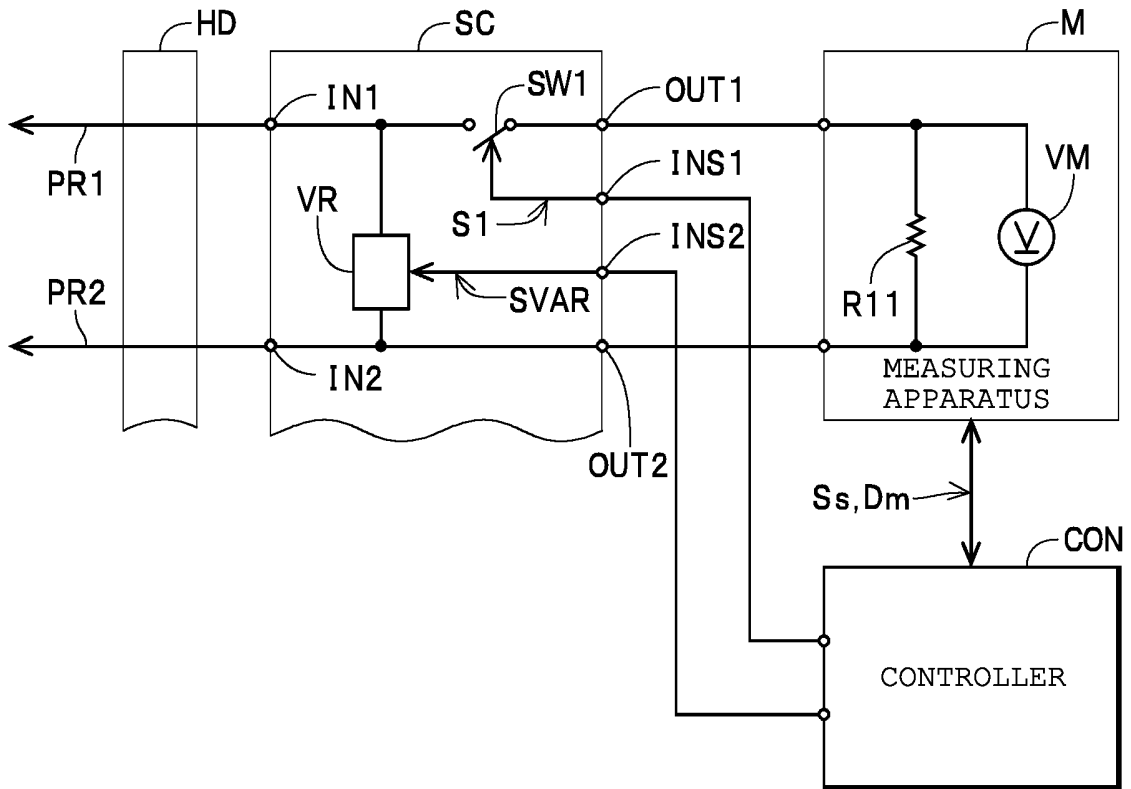 HD
SC
M
IN1
SW1
OUT1
PR1
VR
S1
INS1
VM
INS2
PR2
SVAR
R11
IN2
OUT2
MEASURING
APPARATUS
Ss,Dm
CON
CONTROLLER